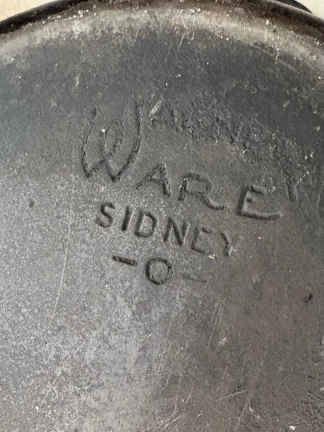 WAGNER
WARE
SIDNEY
-O-